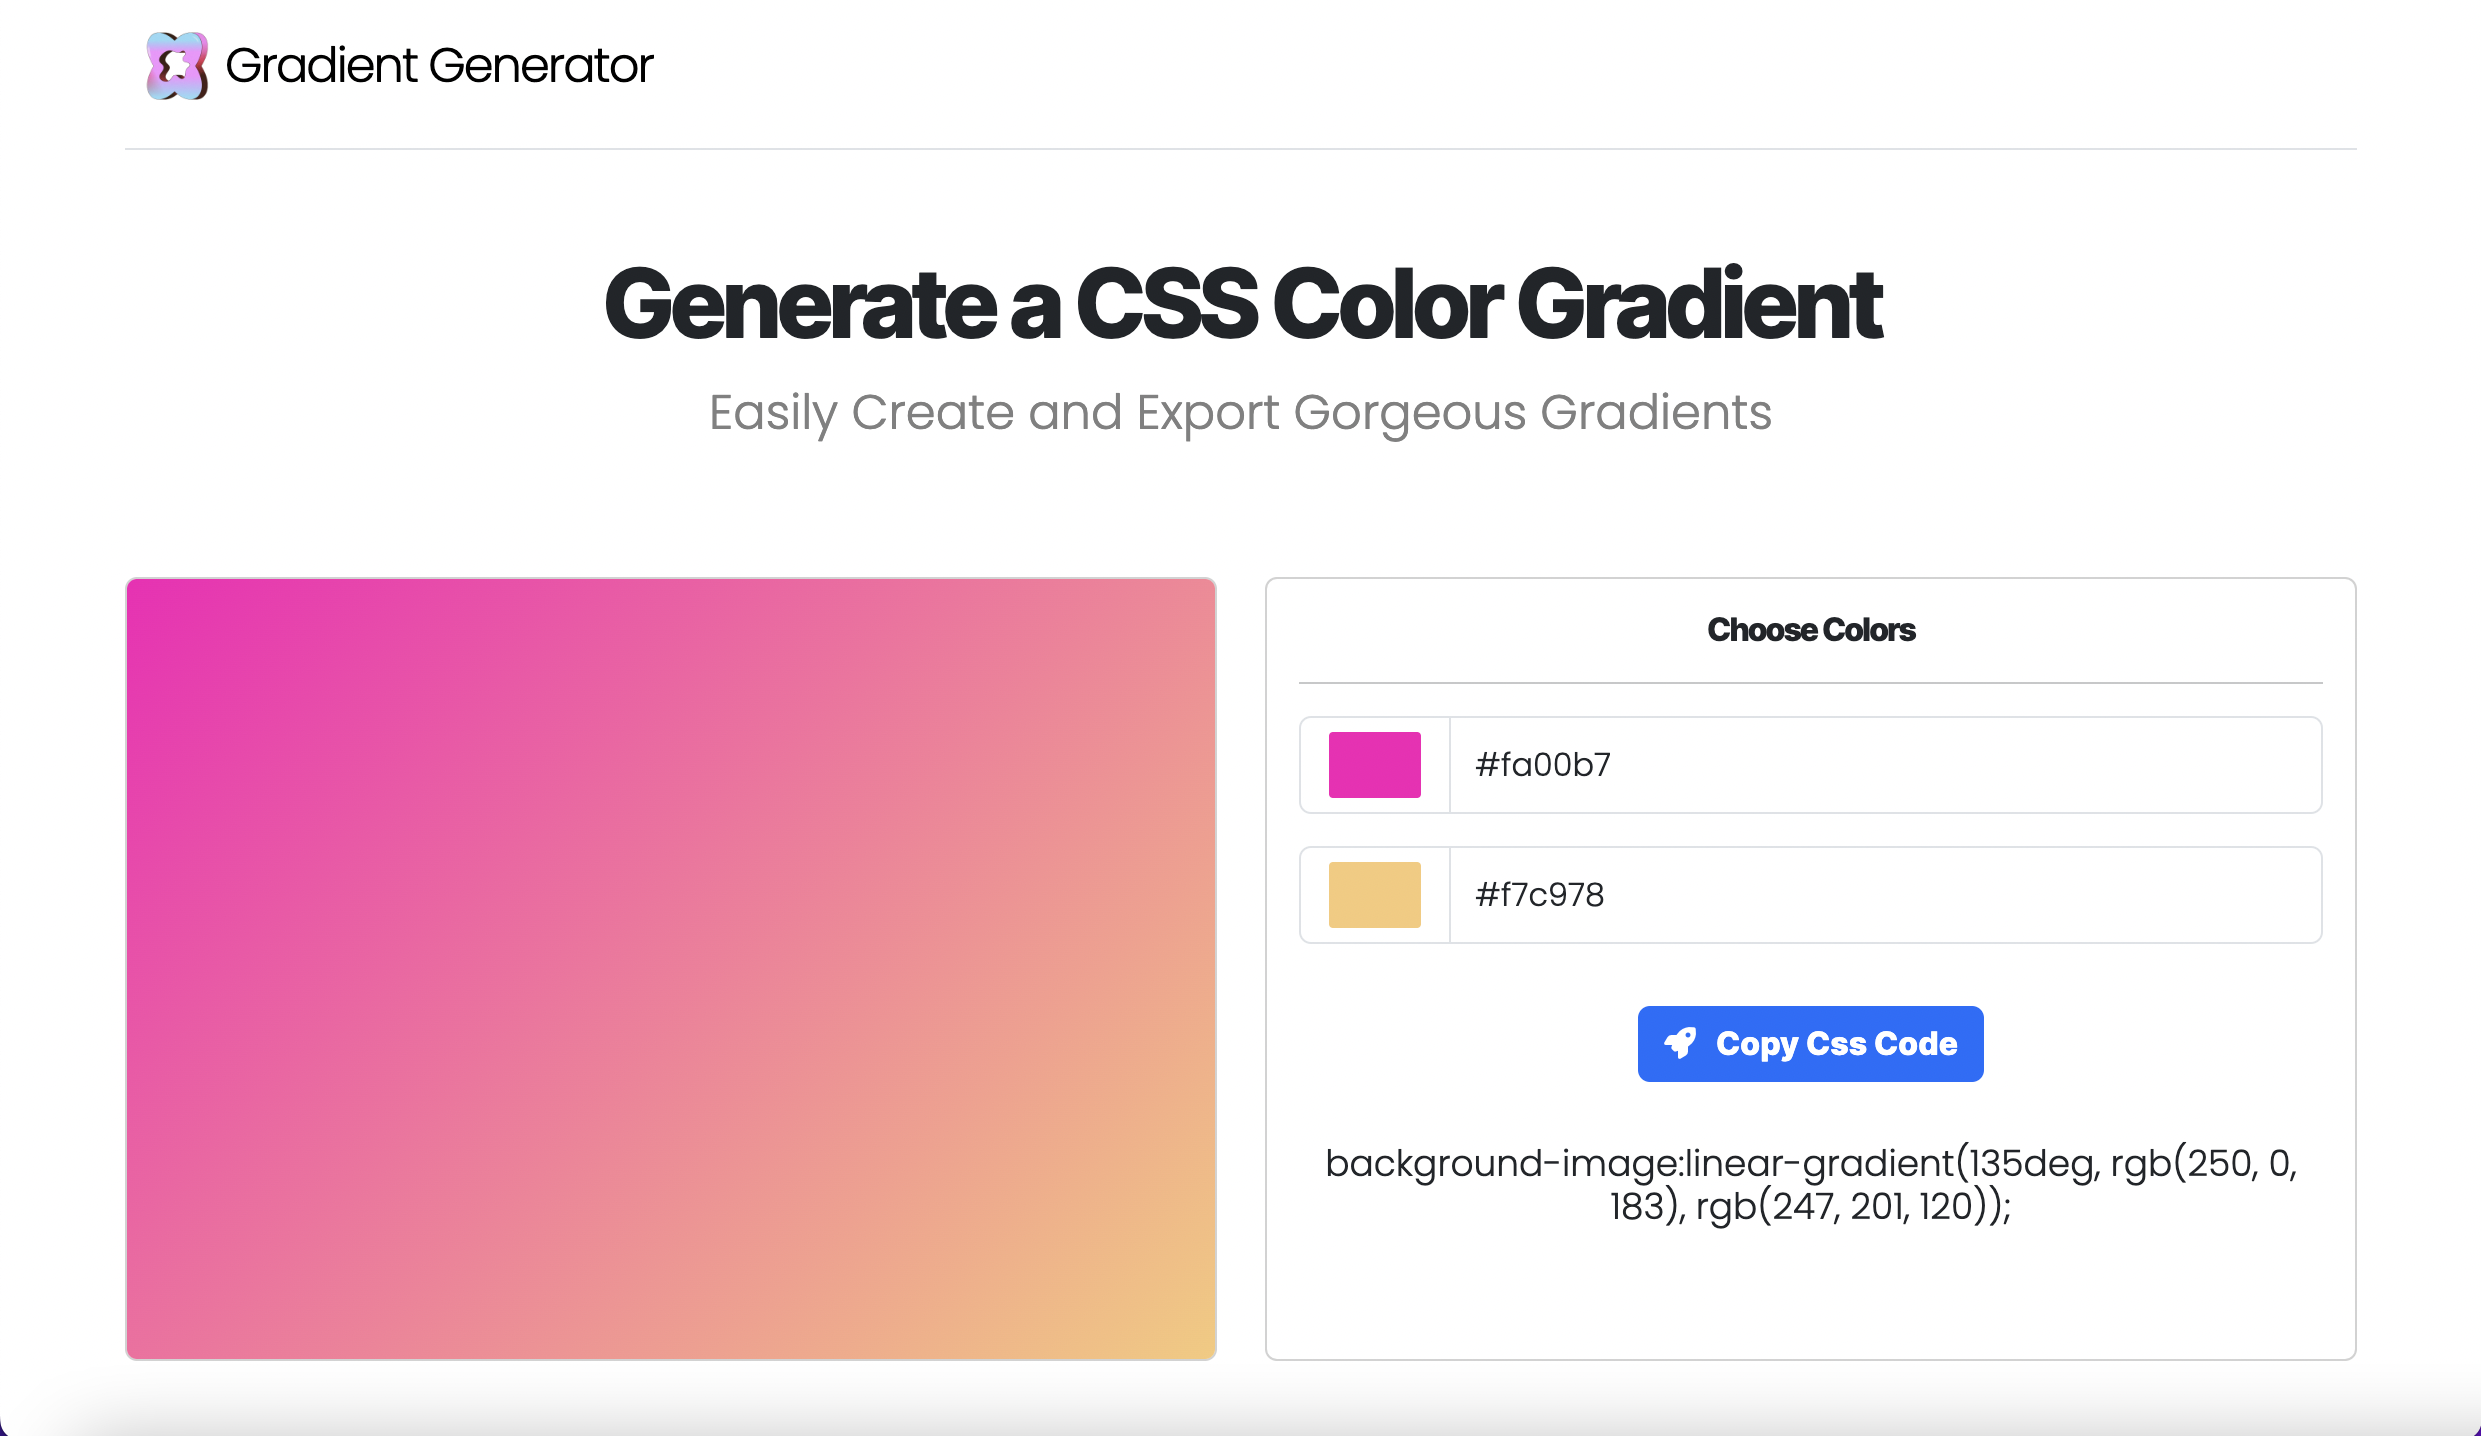 Gradient Generator
Generate a CSS Color Gradient
Easily Create and Export Gorgeous Gradients
Choose Colors
#fa00b7
#f7c978
Copy Css Code
background-image:linear-gradient(135deg, rgb(250, 0,
183), rgb(247, 201, 120));